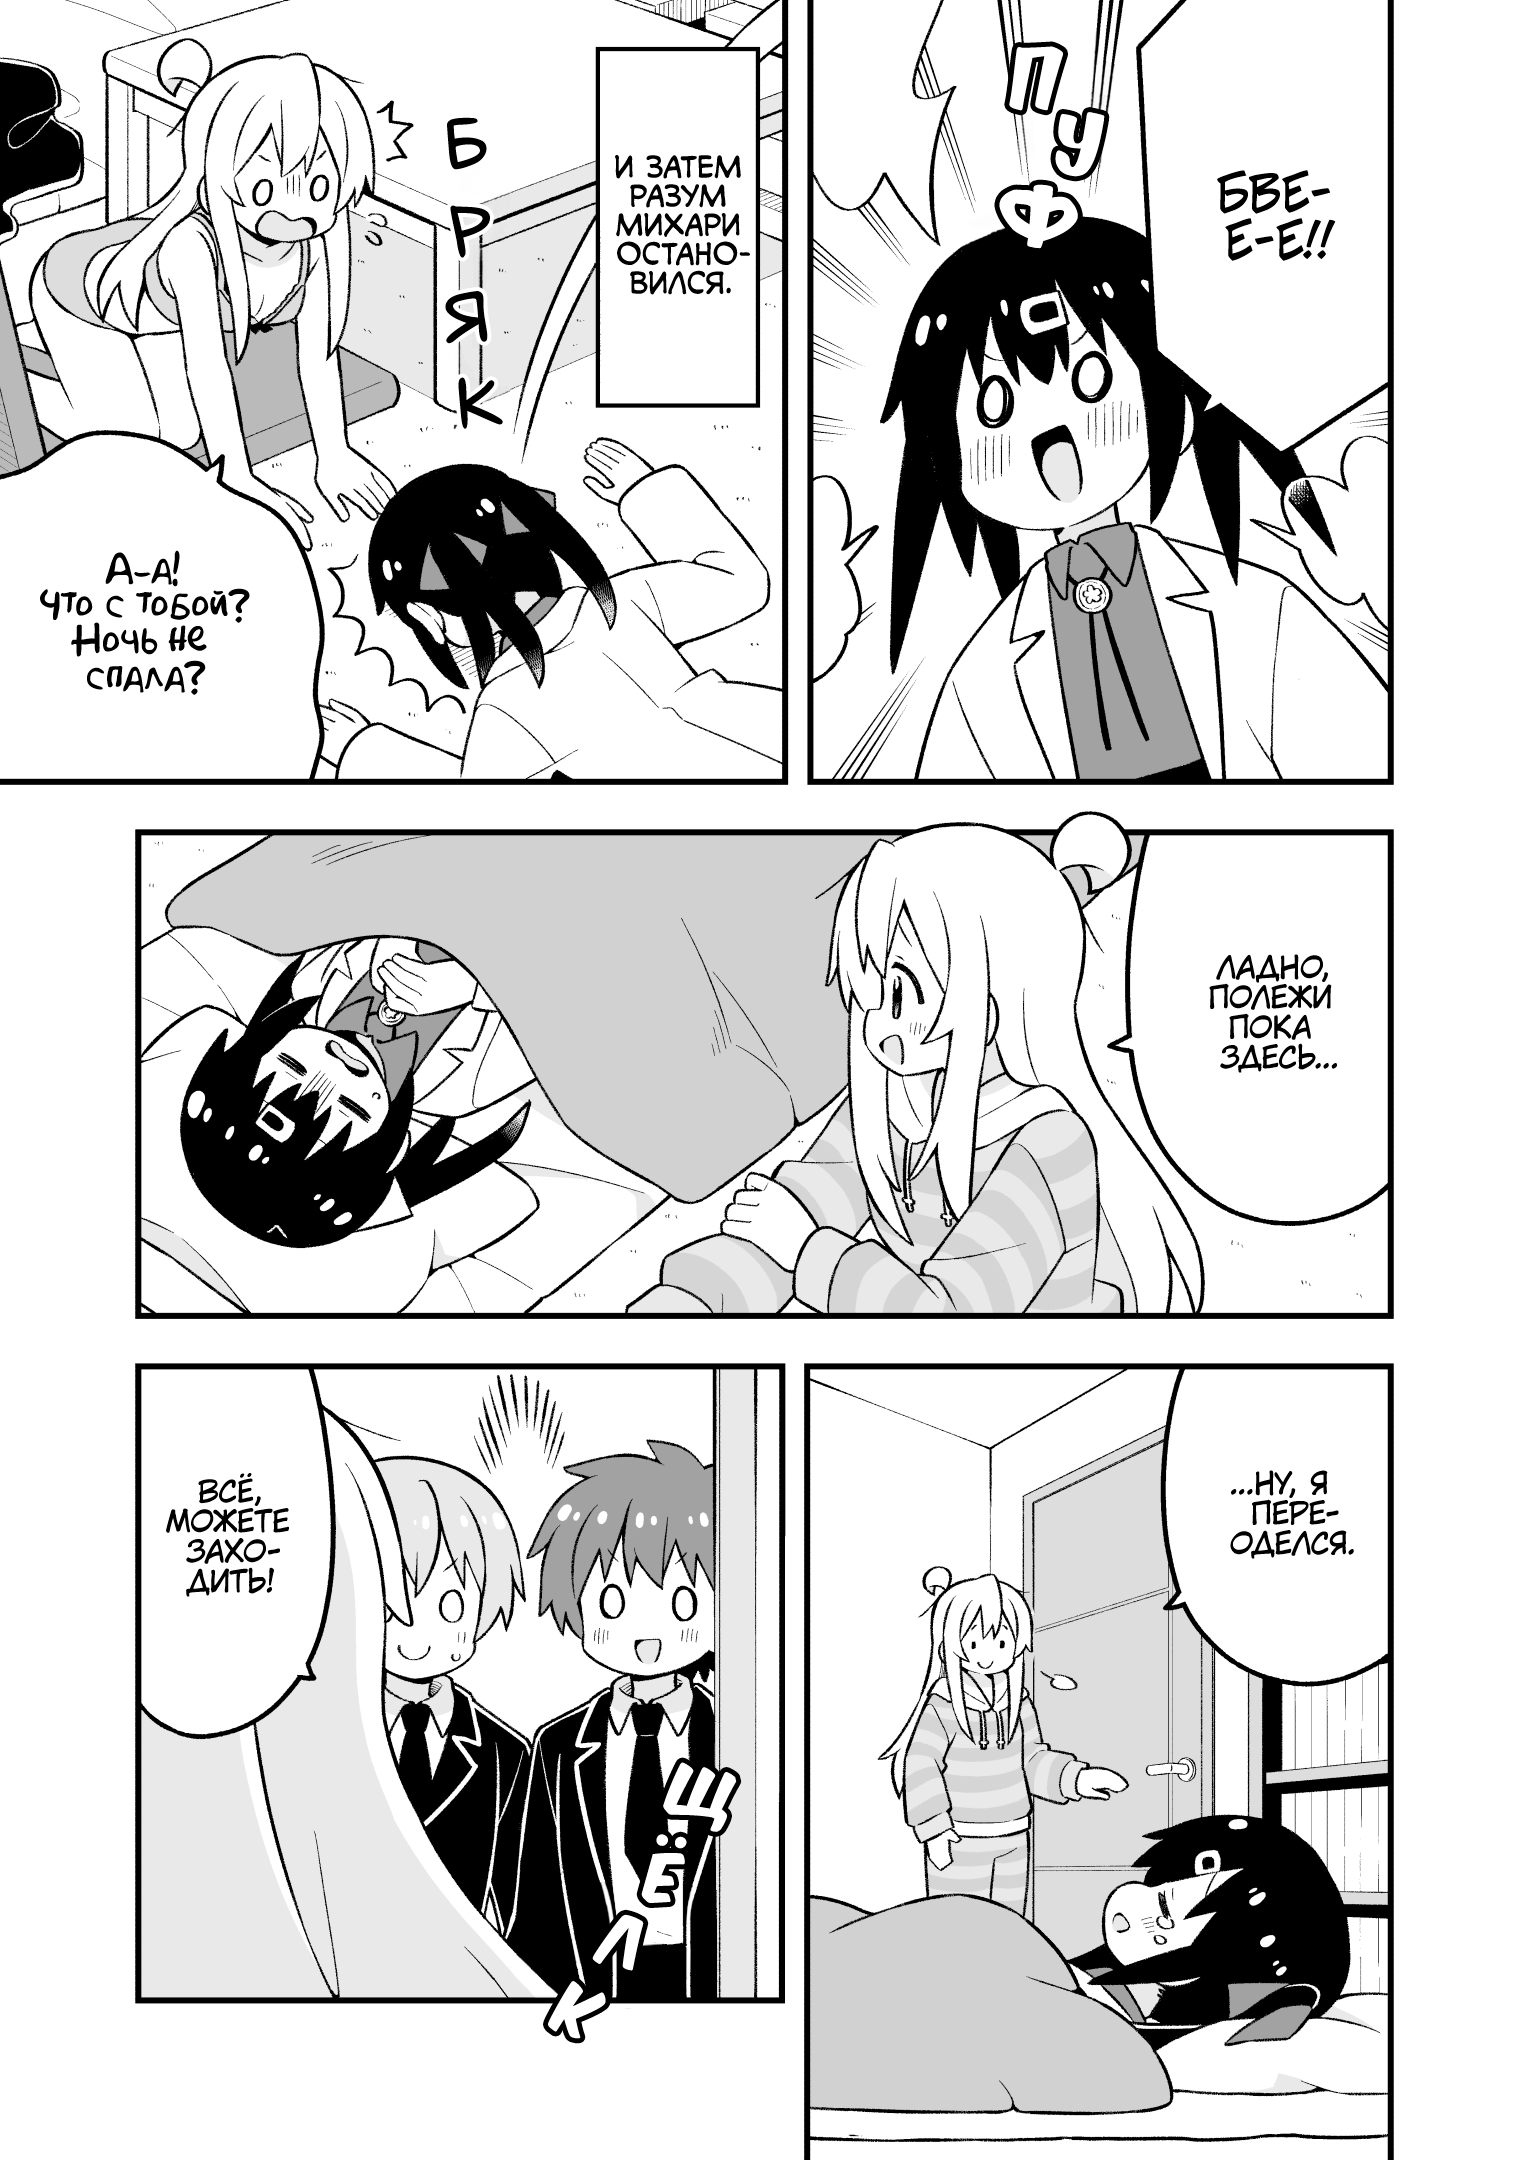 ПУФ
БВЕ-
Е-Е!!
И ЗАТЕМ
РАЗУМ
МИХАРИ
ОСТАНО-
ВИЛСЯ.
БРЯК
А-А!
ЧТО С ТОБОЙ?
НОЧЬ НЕ
СПАЛА?
ЛАДНО,
ПОЛЕЖИ
ПОКА
ЗДЕСЬ...
...НУ, Я
ПЕРЕ-
ОДЕЛСЯ.
ВСЁ,
МОЖЕТЕ
ЗАХО-
ДИТЬ!
ЩЁЛК